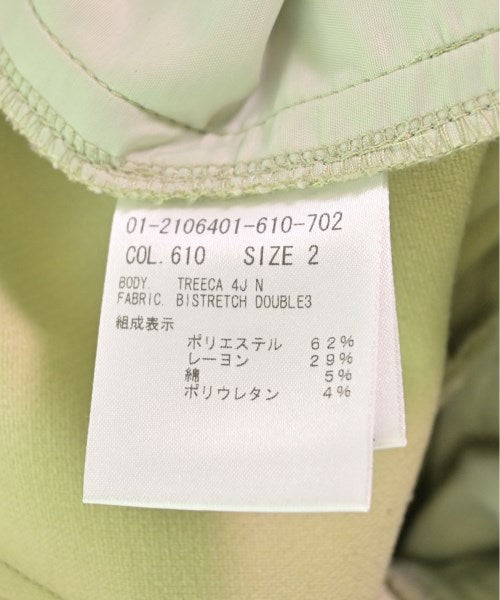 01-2106401-610-702
COL. 610 SIZE 2
BODY. TREECA 4J N
FABRIC. BISTRETCH DOUBLE3
組成表示
ポリエステル 62%
レーヨン 29%
綿 5%
ポリウレタン 4%